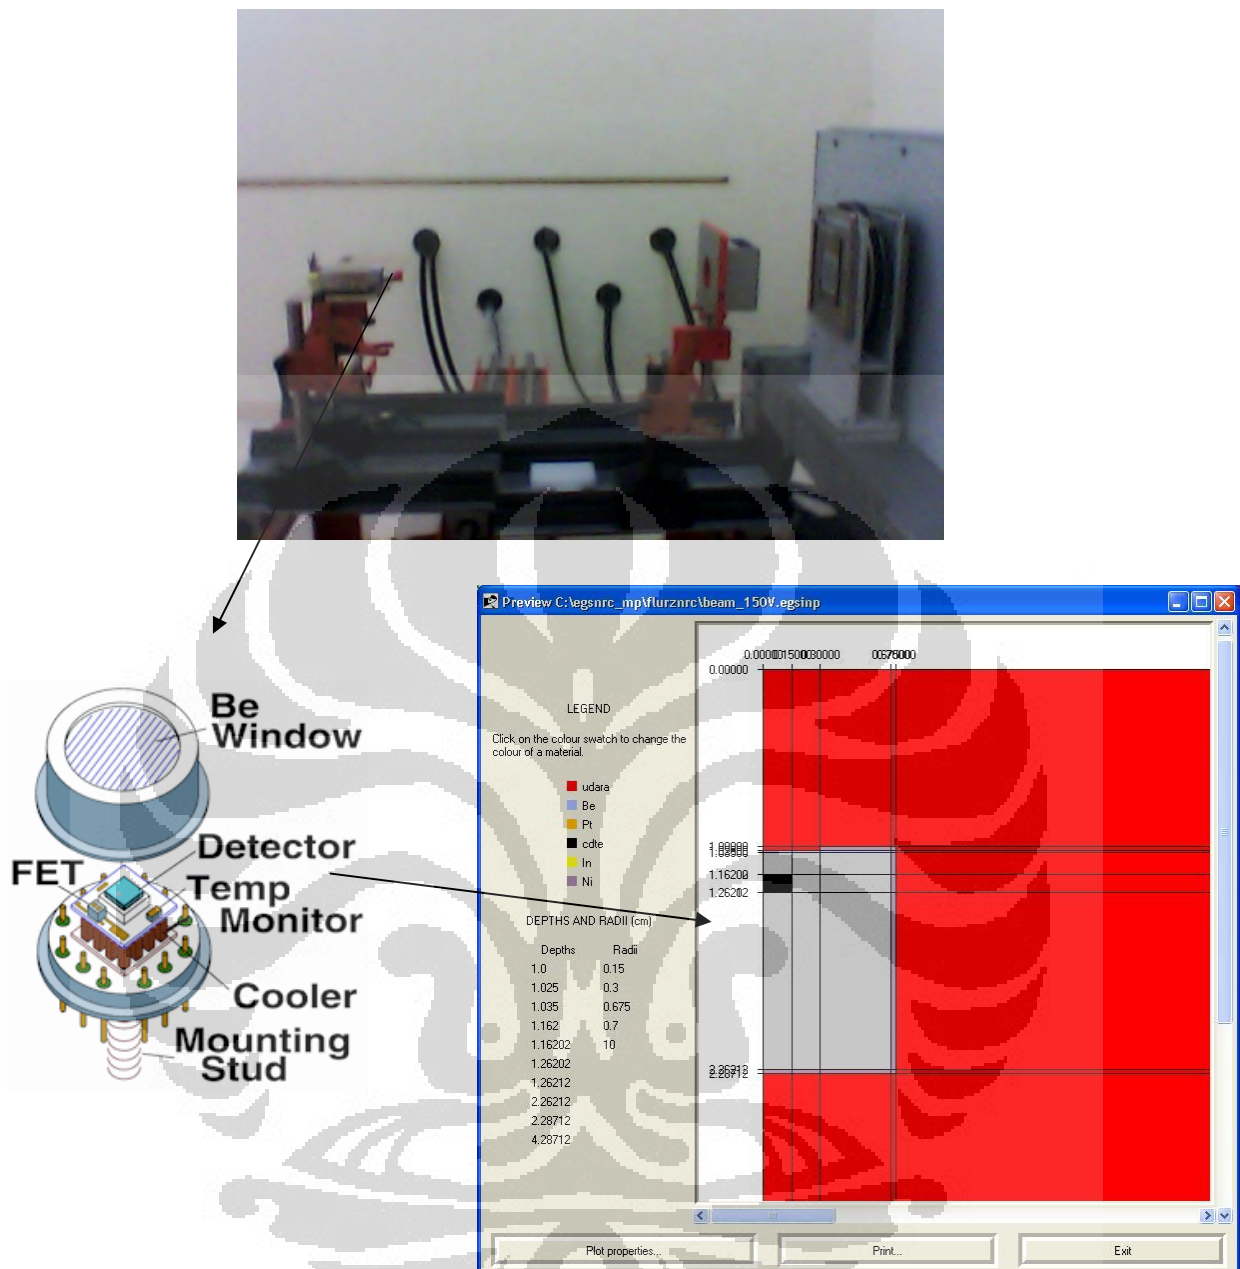 Preview C:\egsnrc_mp\flurznrc\beam_150V.egsinp
0.00000
LEGEND
Click on the colour swatch to change the
colour of a material.
udara
Be
Pt
cdte
In
Ni
1.16202
1.26202
DEPTHS AND RADII (cm)
Depths Radii
1.0 0.15
1.025 0.3
1.035 0.675
1.162 0.7
1.16202 10
1.26202
1.26212
2.26212
2.28712
4.28712
Plot properties...
Print...
Exit
Be
Window
Detector
FET
Temp
Monitor
Cooler
Mounting
Stud